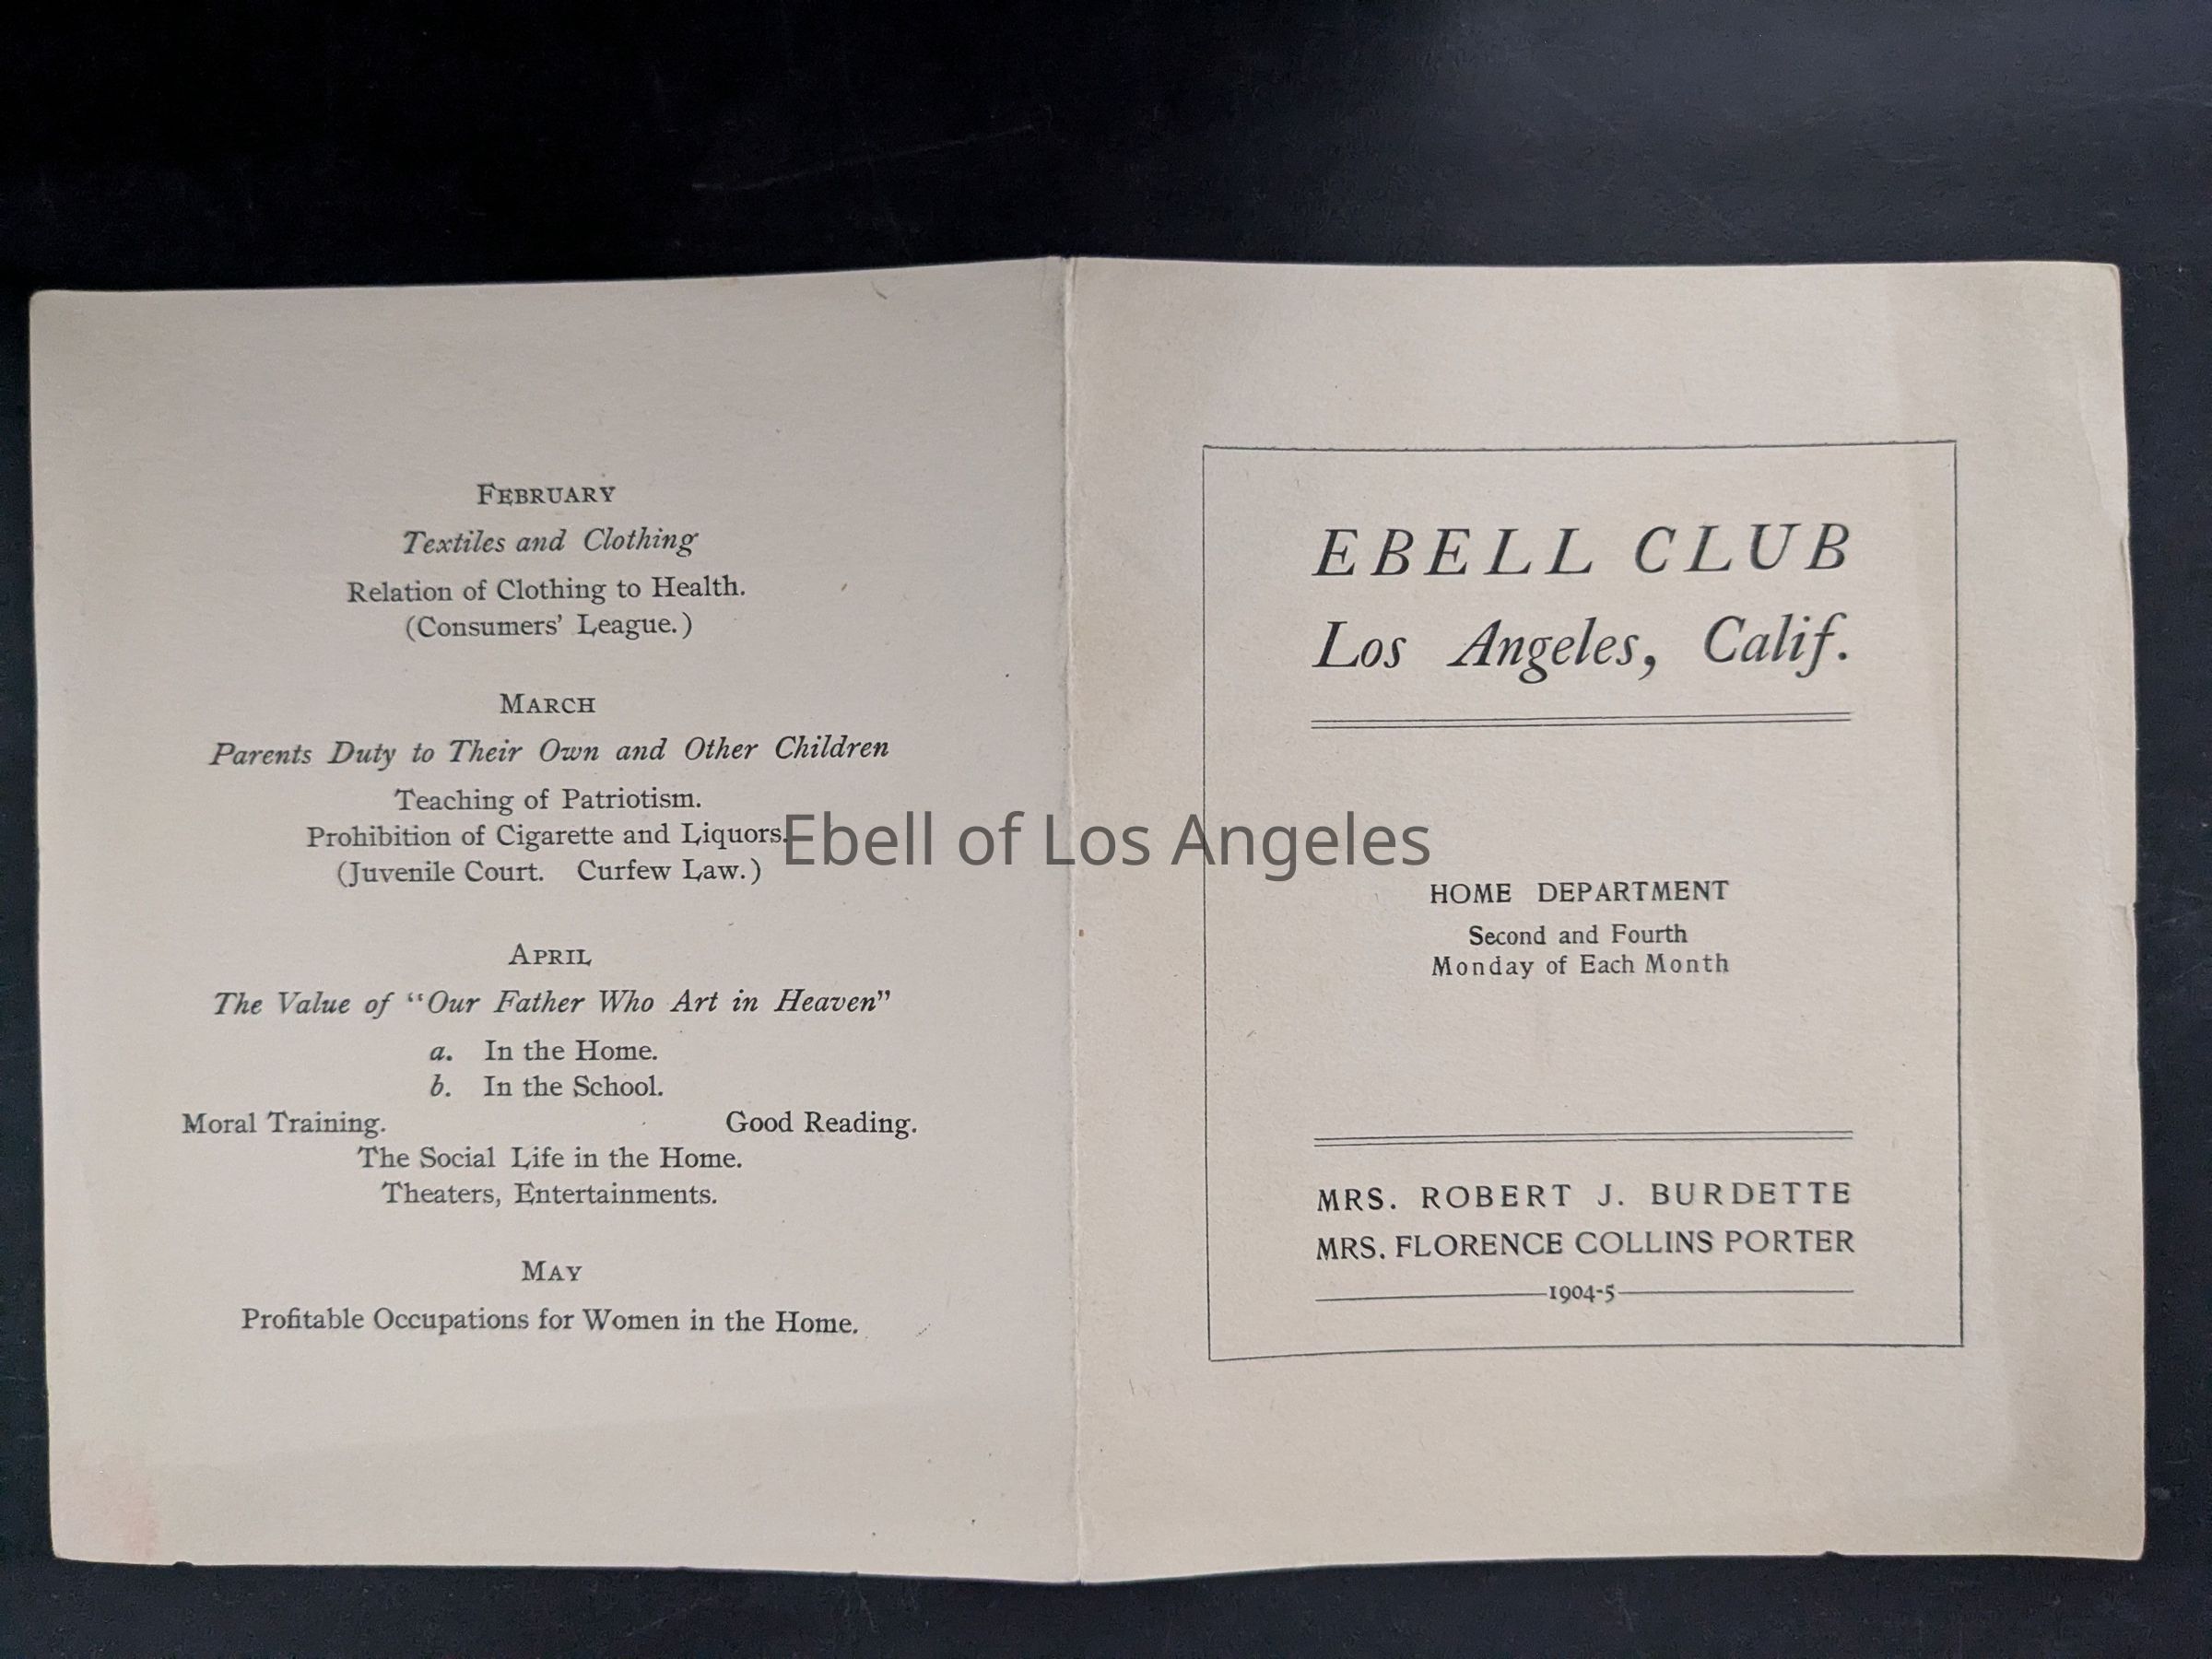 FEBRUARY
Textiles and Clothing
Relation of Clothing to Health.
(Consumers' League.)
MARCH
Parents Duty to Their Own and Other Children
Teaching of Patriotism.
Prohibition of Cigarette and Liquors.
(Juvenile Court. Curfew Law.)
APRIL
The Value of "Our Father Who Art in Heaven"
a. In the Home.
b. In the School.
Moral Training. Good Reading.
The Social Life in the Home.
Theaters, Entertainments.
MAY
Profitable Occupations for Women in the Home.
EBELL CLUB
Los Angeles, Calif.
Ebell of Los Angeles
HOME DEPARTMENT
Second and Fourth
Monday of Each Month
MRS. ROBERT J. BURDETTE
MRS. FLORENCE COLLINS PORTER
1904-5